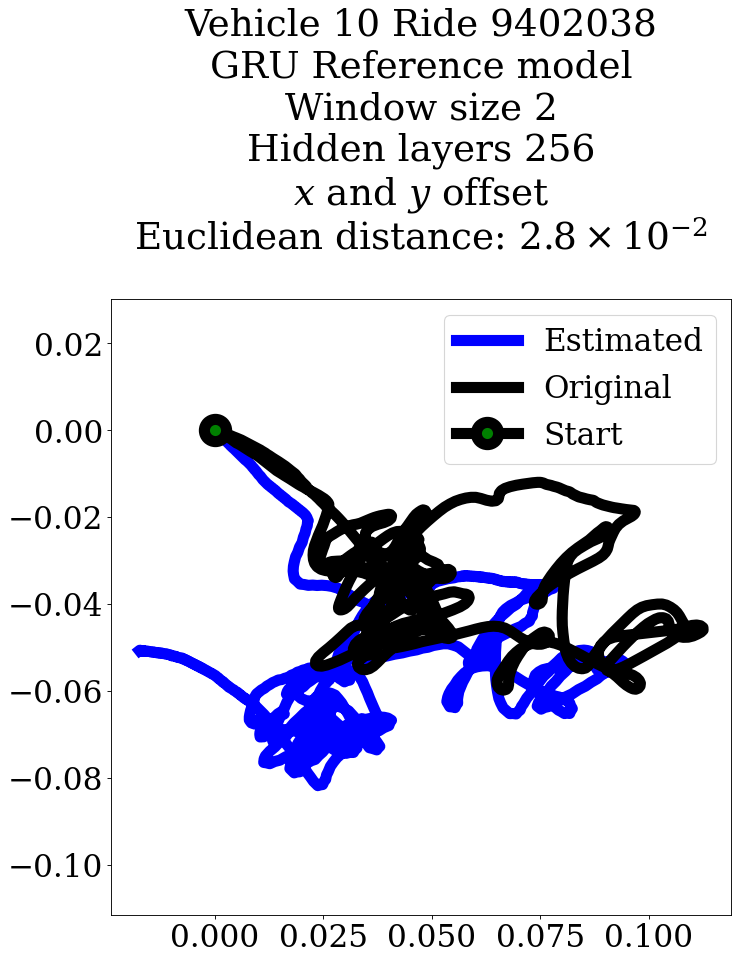 Vehicle 10 Ride 9402038
GRU Reference model
Window size 2
Hidden layers 256
x and y offset
Euclidean distance: 2.8 × 10⁻²
Estimated
Original
Start
0.02
0.00
−0.02
−0.04
−0.06
−0.08
−0.10
0.000 0.025 0.050 0.075 0.100